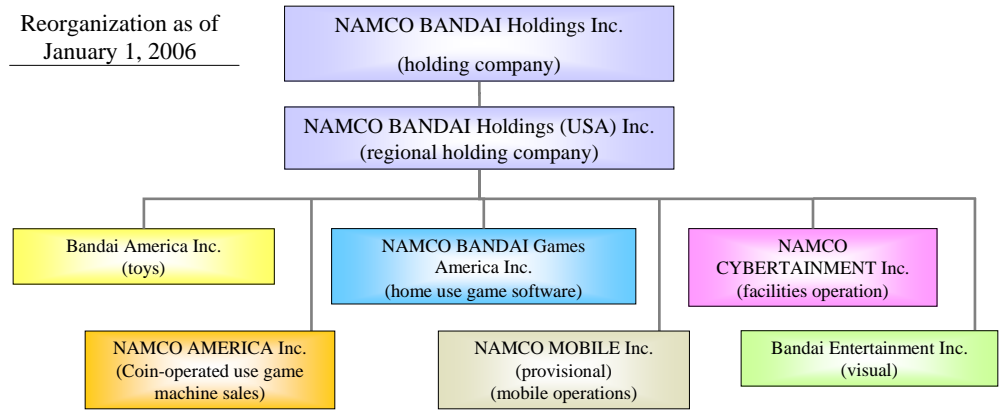 Reorganization as of
January 1, 2006
NAMCO BANDAI Holdings Inc.
(holding company)
NAMCO BANDAI Holdings (USA) Inc.
(regional holding company)
Bandai America Inc.
(toys)
NAMCO BANDAI Games
America Inc.
(home use game software)
NAMCO
CYBERTAINMENT Inc.
(facilities operation)
NAMCO AMERICA Inc.
(Coin-operated use game
machine sales)
NAMCO MOBILE Inc.
(provisional)
(mobile operations)
Bandai Entertainment Inc.
(visual)